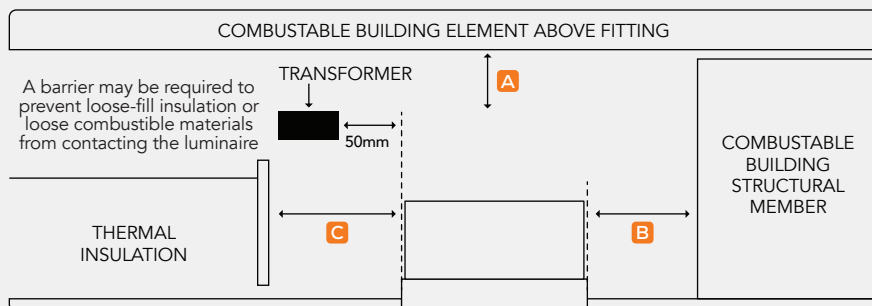 COMBUSTABLE BUILDING ELEMENT ABOVE FITTING
A barrier may be required to
prevent loose-fill insulation or
loose combustible materials
from contacting the luminaire
TRANSFORMER
A
50mm
COMBUSTABLE
BUILDING
STRUCTURAL
MEMBER
THERMAL
INSULATION
C
B